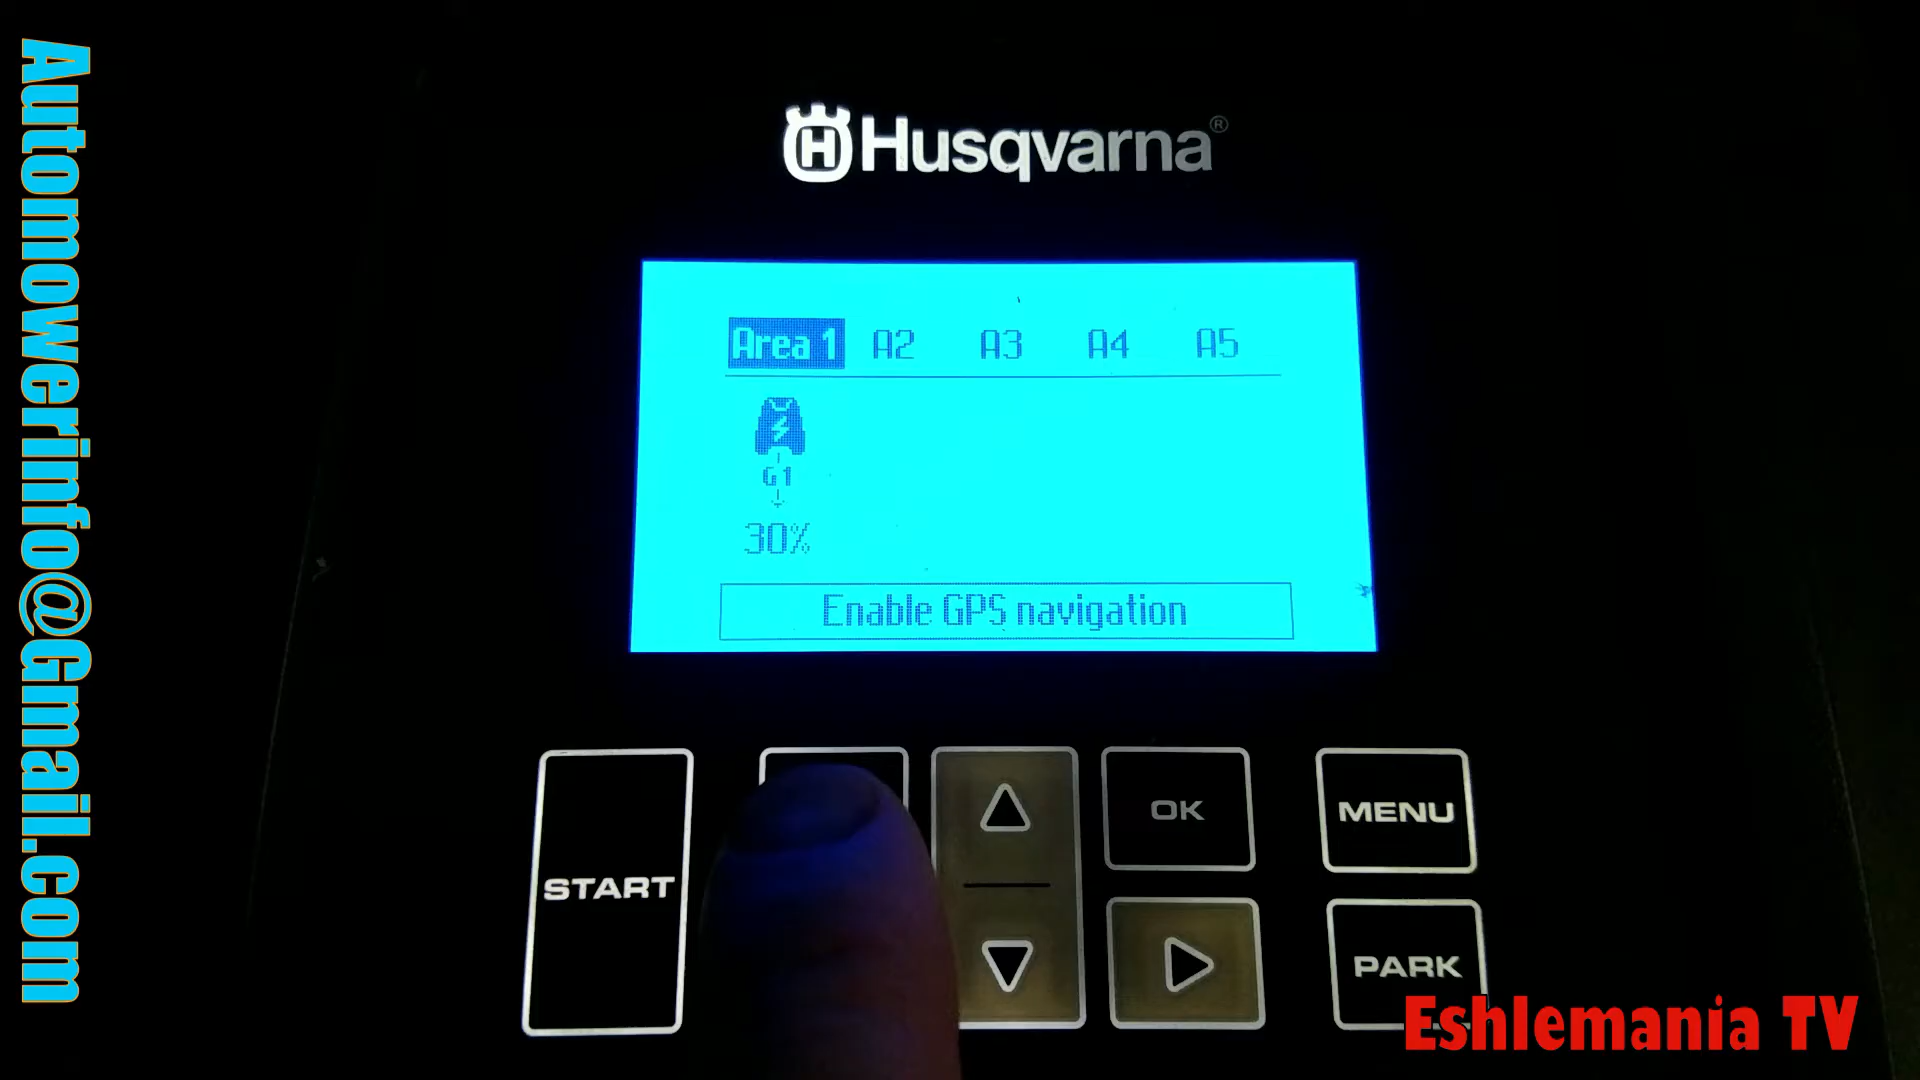 Automowerinfo@Gmail.com
H Husqvarna®
Area 1 A2 A3 A4 A5
G1
30%
Enable GPS navigation
START
OK
MENU
PARK
Eshlemania TV